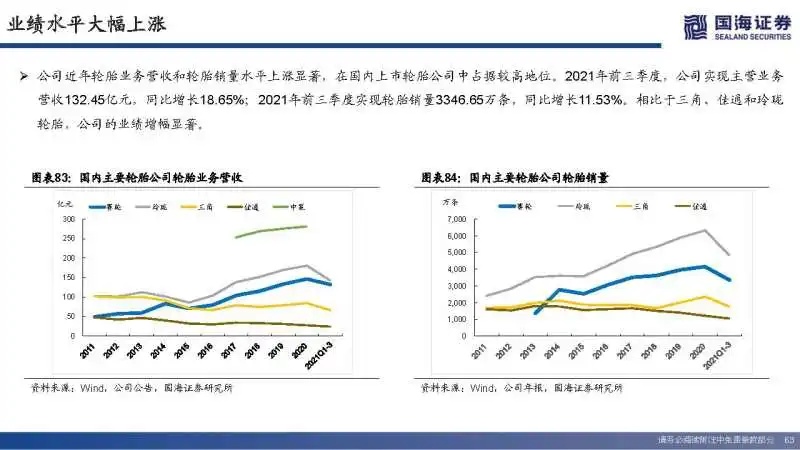 业绩水平大幅上涨
国海证券
SEALAND SECURITIES
公司近年轮胎业务营收和轮胎销量水平上涨显著，在国内上市轮胎公司中占据较高地位。2021年前三季度，公司实现主营业务
营收132.45亿元，同比增长18.65%；2021年前三季度实现轮胎销量3346.65万条，同比增长11.53%。相比于三角、佳通和玲珑
轮胎，公司的业绩增幅显著。
图表83：国内主要轮胎公司轮胎业务营收
亿元
赛轮 玲珑 三角 佳通 中策
300
250
200
150
100
50
0
2011 2012 2013 2014 2015 2016 2017 2018 2019 2020 2021Q1-3
资料来源：Wind，公司公告，国海证券研究所
图表84：国内主要轮胎公司轮胎销量
万条
赛轮 玲珑 三角 佳通
7,000
6,000
5,000
4,000
3,000
2,000
1,000
0
2011 2012 2013 2014 2015 2016 2017 2018 2019 2020 2021Q1-3
资料来源：Wind，公司年报，国海证券研究所
请务必阅读附注中免责条款部分 63